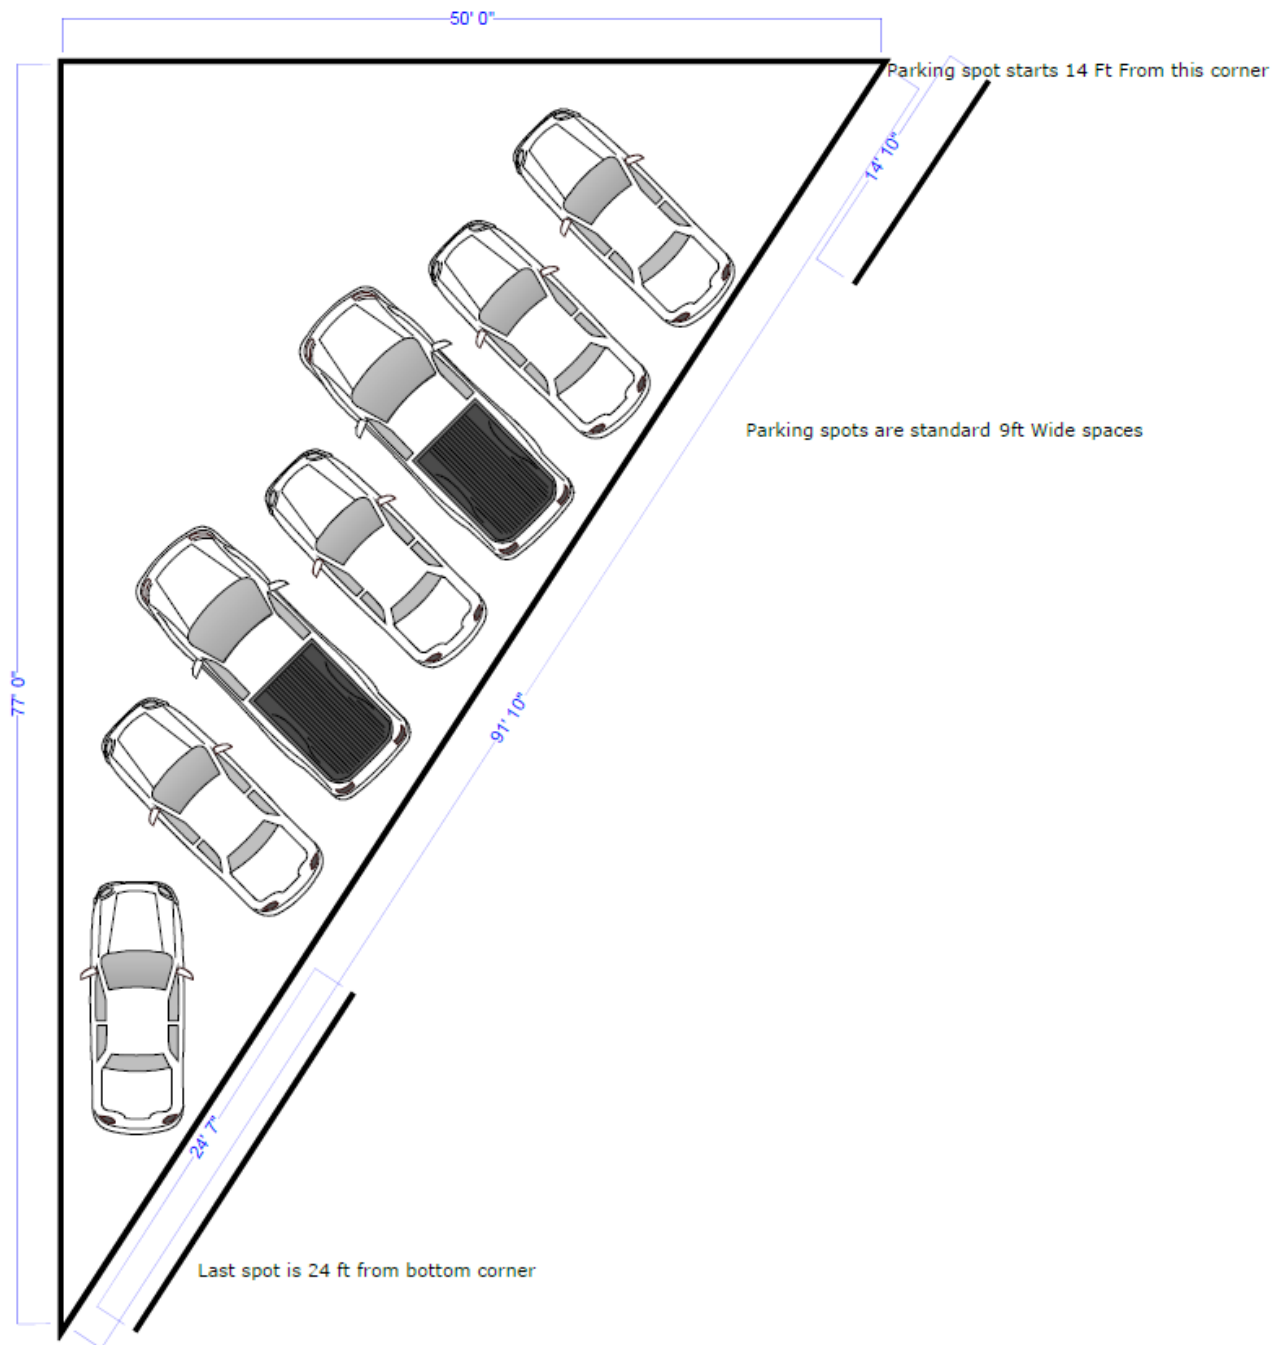 50' 0"
Parking spot starts 14 Ft From this corner
14' 10"
Parking spots are standard 9ft Wide spaces
77' 0"
91' 10"
24' 7"
Last spot is 24 ft from bottom corner